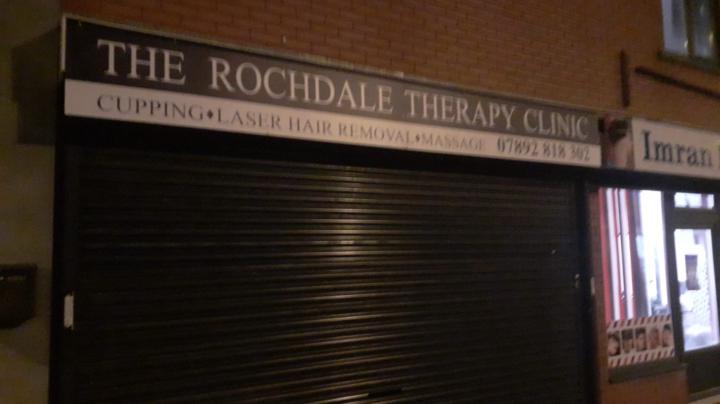 THE ROCHDALE THERAPY CLINIC
CUPPING♦LASER HAIR REMOVAL♦MASSAGE 07892 818 302
Imran